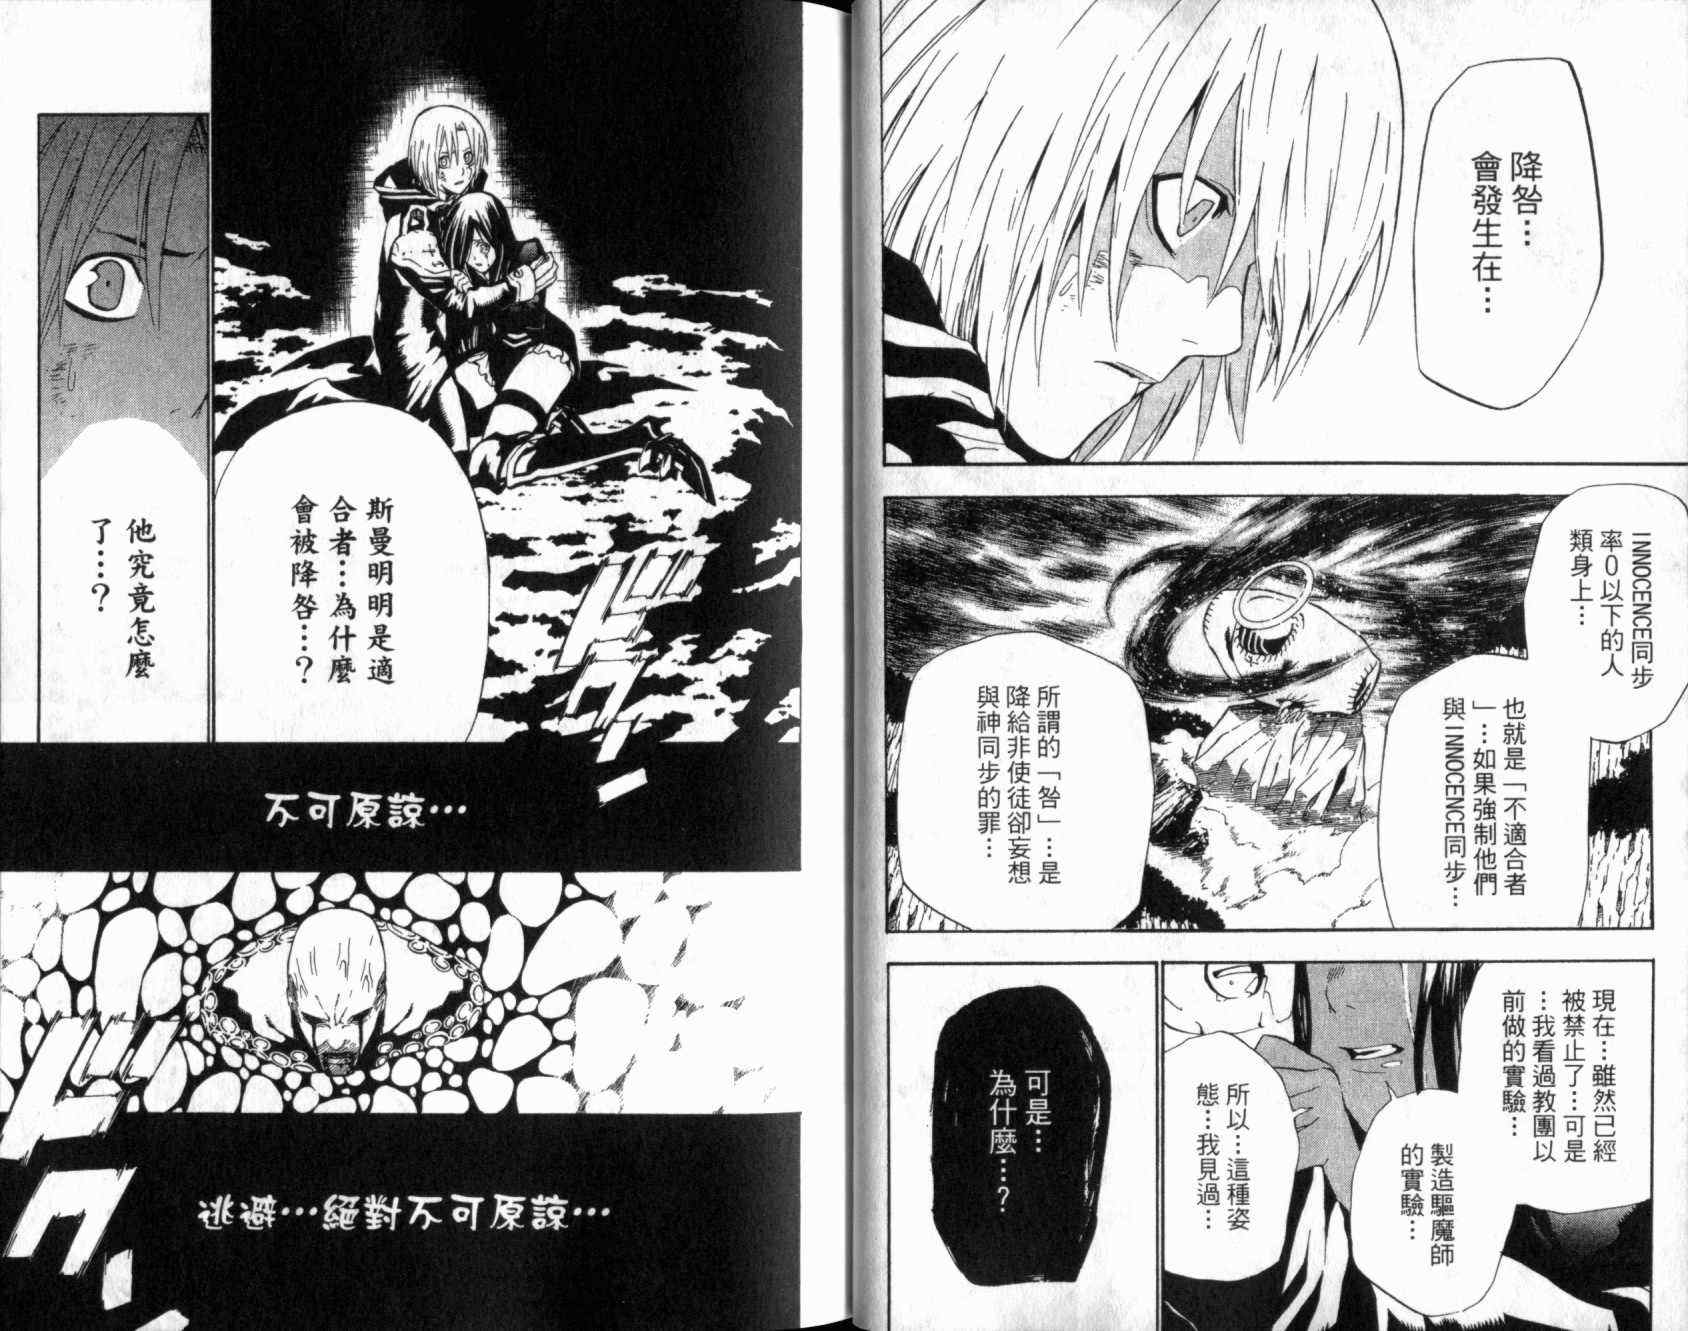 降咎…
會發生在…
INNOCENCE同步
率0以下的人
類身上…
也就是「不適合者
」…如果強制他們
與INNOCENCE同步…
所謂的「咎」…是
降給非使徒卻妄想
與神同步的罪…
現在…雖然已經
被禁止了…可是
…我看過教團以
前做的實驗…
製造驅魔師
的實驗…
所以…這種姿
態…我見過…
可是…
為什麼…?
斯曼明明是適
合者…為什麼
會被降咎…?
ドクン
他究竟怎麼
了…?
不可原諒…
ドクン
逃避…絕對不可原諒…